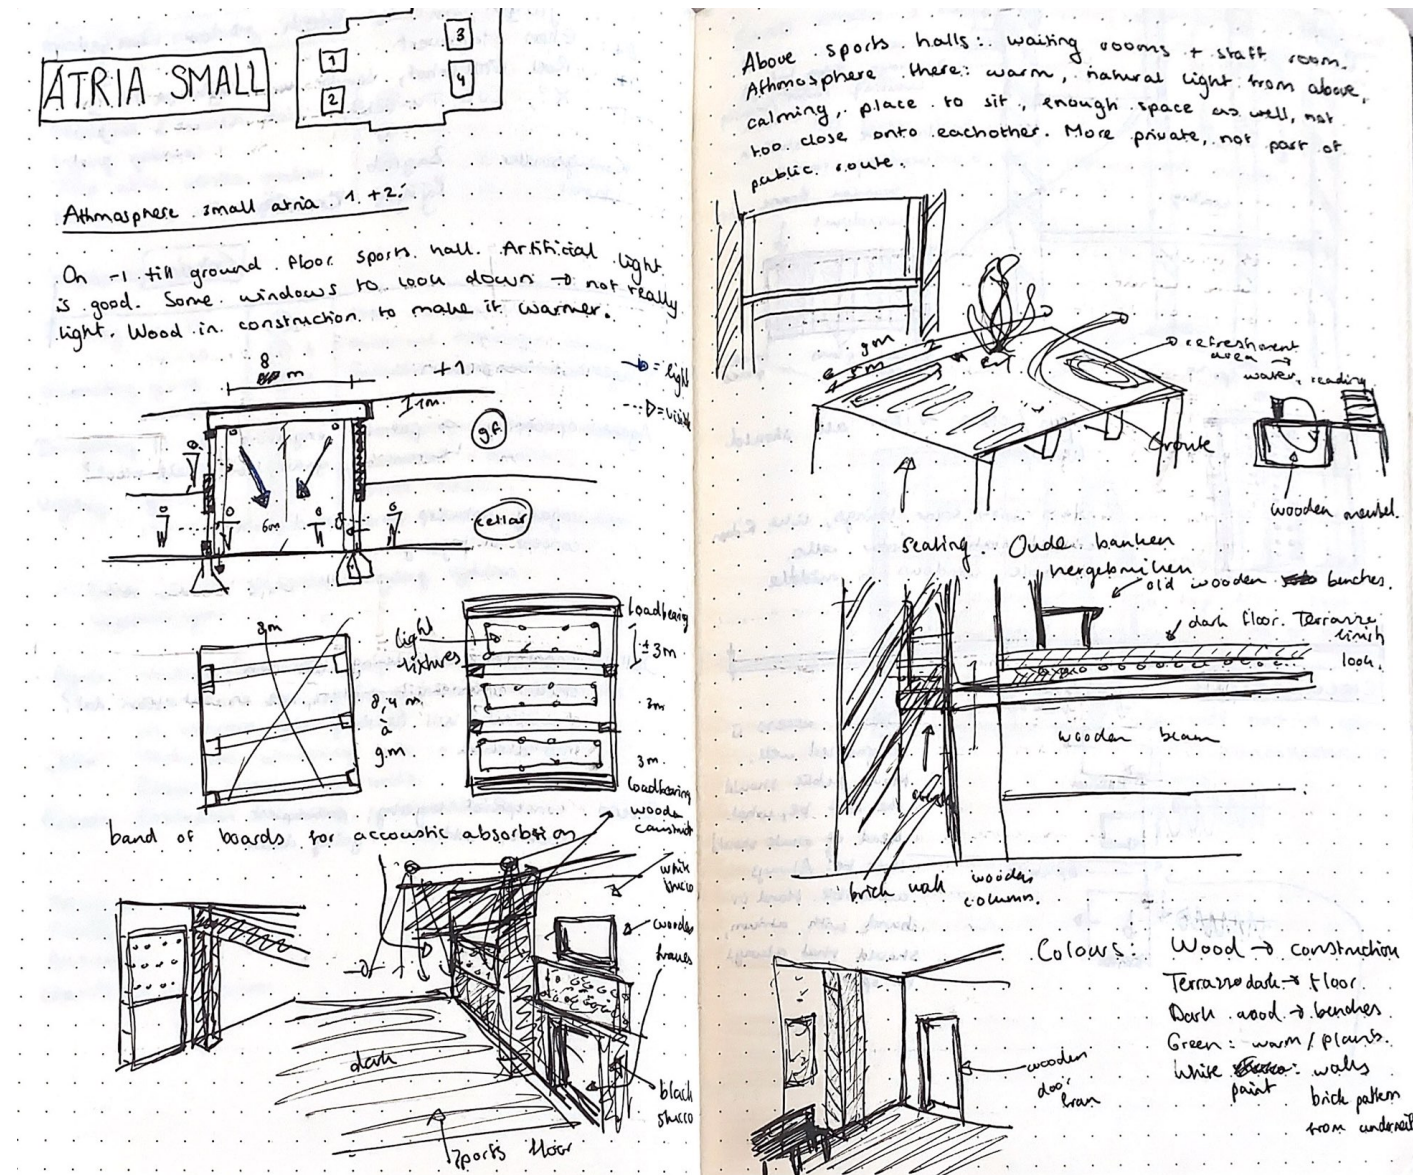 ATRIA SMALL
1
2
3
4
Athmosphere small atria 1 + 2:
On -1 till ground floor sports hall. Artificial light
is good. Some windows to look down → not really
light. Wood in construction to make it warmer.
8
m
+1
1m
= light
= visible
g.f.
6m
cellar
8m
8,4 m
a
9m
light
fixtures
loadbearing
± 3m
3m
3m.
loadbearing
wooden
construct
band of boards for accoustic absorbtion
white
stucco
wooden
frames
dark
black
stucco
sports floor
Above sports halls: waiting rooms + staff room.
Athmosphere there: warm, natural light from above,
calming, place to sit, enough space as well, not
too close onto eachother. More private, not part of
public route.
9m
8m
refreshment
area →
water, reading
route
wooden meubel.
seating. Oude banken
hergebruiken
old wooden benches.
dark floor. Terrazzo
finish
look.
wooden beam
brick wall
wooden
column.
wooden
door
fram
Colours: Wood → construction
Terrazzo dark → floor
Dark wood → benches
Green: warm / plants.
White paint: walls
brick pattern
from underneath